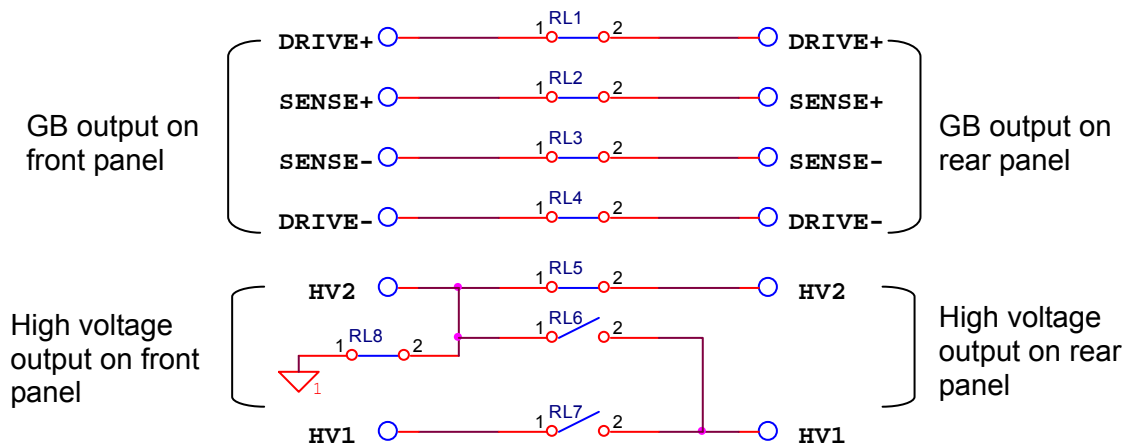 RL1
DRIVE+ 1 2 DRIVE+
RL2
SENSE+ 1 2 SENSE+
GB output on
front panel
GB output on
rear panel
RL3
SENSE- 1 2 SENSE-
RL4
DRIVE- 1 2 DRIVE-
RL5
HV2 1 2 HV2
High voltage
output on front
panel
High voltage
output on rear
panel
RL6
1 2
RL8
1 2
1
RL7
HV1 1 2 HV1